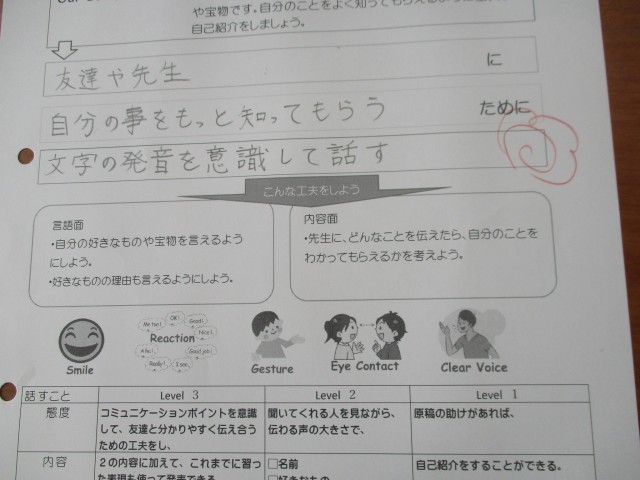 や宝物です。自分のことをよく知ってもらえるよう
自己紹介をしましょう。
友達や先生 に
自分の事をもっと知ってもらう ために
文字の発音を意識して話す
こんな工夫をしよう
言語面
・自分の好きなものや宝物を言えるよう
にしよう。
・好きなものの理由も言えるようにしよう。
内容面
・先生に、どんなことを伝えたら、自分のことを
わかってもらえるかを考えよう。
Me too! OK! Good! Nice!
Reaction
Aha! Really? I see. Good job!
Smile Gesture Eye Contact Clear Voice
話すこと Level 3 Level 2 Level 1
態度 コミュニケーションポイントを意識 聞いてくれる人を見ながら、 原稿の助けがあれば、
して、友達と分かりやすく伝え合う 伝わる声の大きさで、
ための工夫をし、
内容 2の内容に加えて、これまでに習っ □名前 自己紹介をすることができる。
た表現も使って発表できる □好きなもの